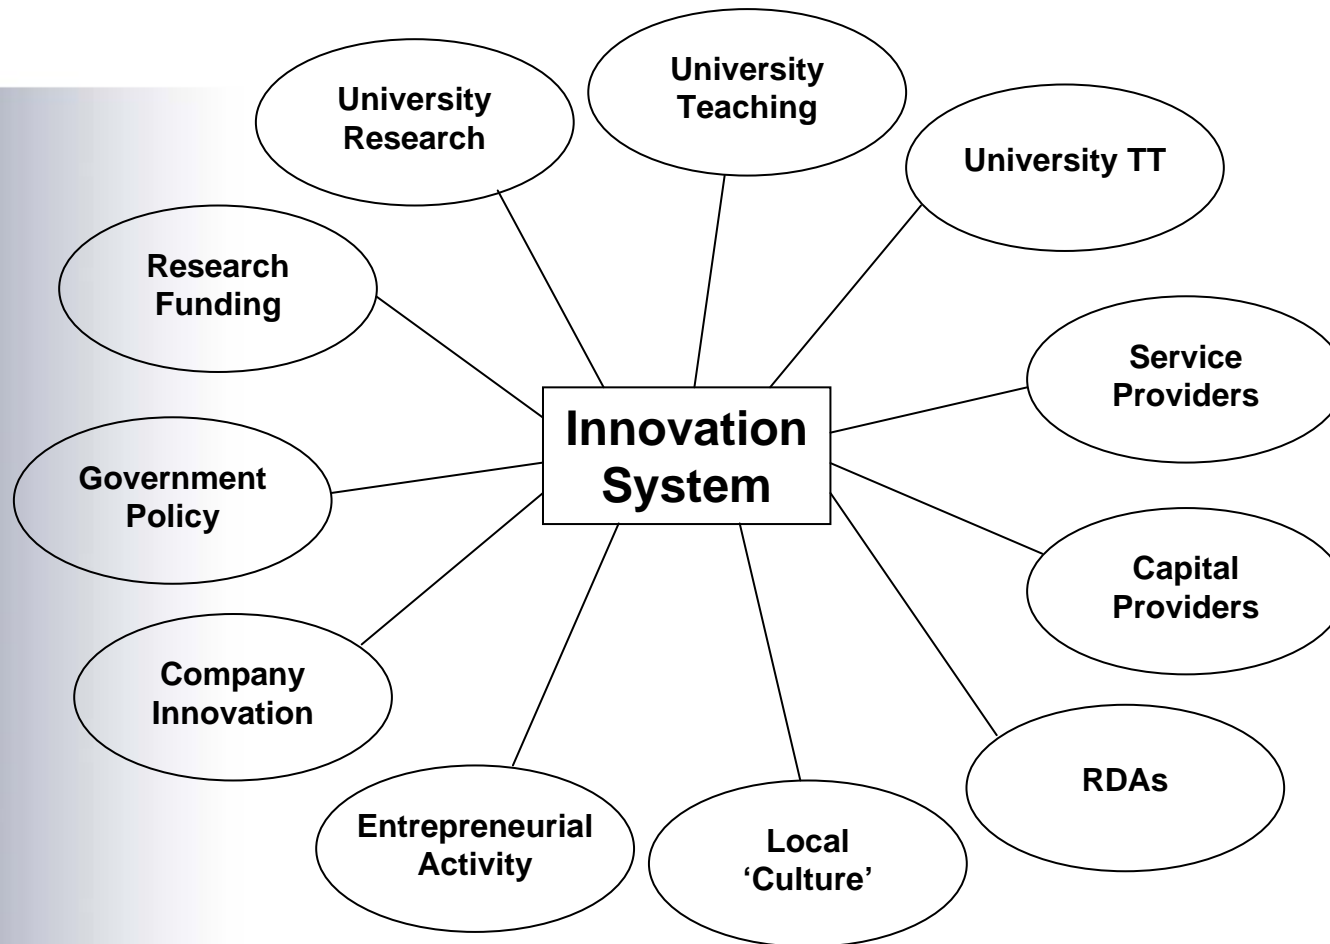 University
Teaching
University
Research
University TT
Research
Funding
Service
Providers
Innovation
System
Government
Policy
Capital
Providers
Company
Innovation
RDAs
Entrepreneurial
Activity
Local
‘Culture’